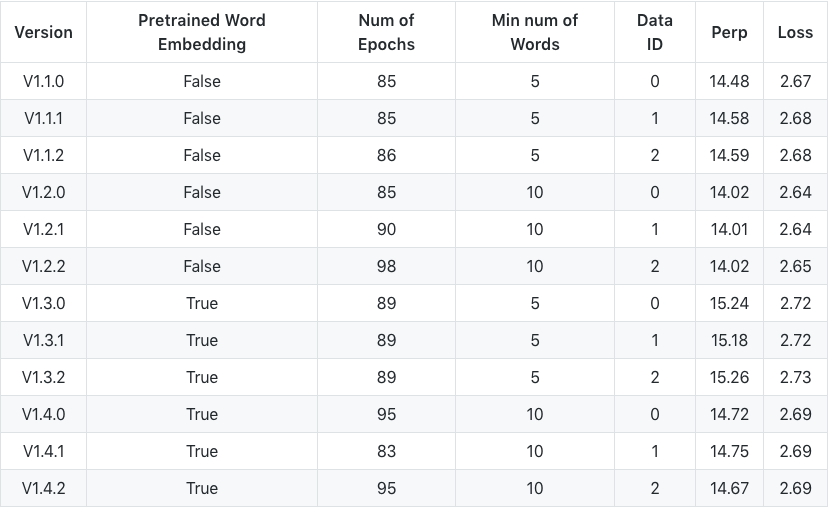 Version Pretrained Word Embedding Num of Epochs Min num of Words Data ID Perp Loss
V1.1.0 False 85 5 0 14.48 2.67
V1.1.1 False 85 5 1 14.58 2.68
V1.1.2 False 86 5 2 14.59 2.68
V1.2.0 False 85 10 0 14.02 2.64
V1.2.1 False 90 10 1 14.01 2.64
V1.2.2 False 98 10 2 14.02 2.65
V1.3.0 True 89 5 0 15.24 2.72
V1.3.1 True 89 5 1 15.18 2.72
V1.3.2 True 89 5 2 15.26 2.73
V1.4.0 True 95 10 0 14.72 2.69
V1.4.1 True 83 10 1 14.75 2.69
V1.4.2 True 95 10 2 14.67 2.69